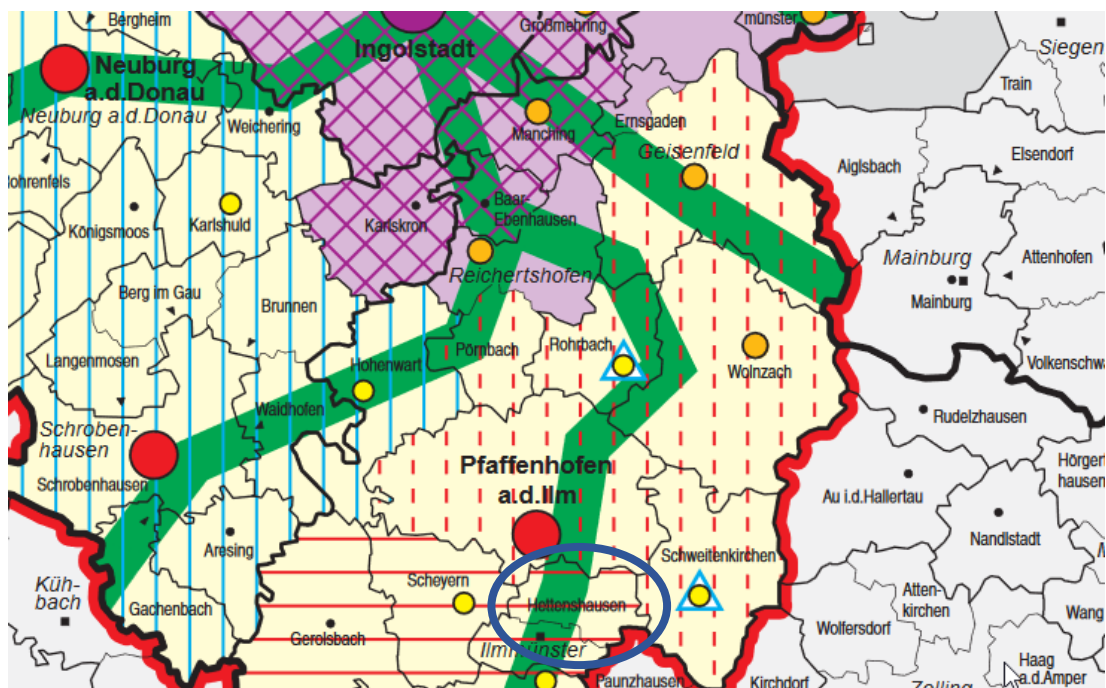 Bergheim
Großmehring
münster
Siegen
Ingolstadt
Neuburg
a.d.Donau
Neuburg a.d.Donau
Train
Weichering
Manching
Ernsgaden
Geisenfeld
Elsendorf
Aiglsbach
Baar-
Ebenhausen
Karlshuld
Karlskron
Königsmoos
Mainburg
Attenhofen
Reichertshofen
Mainburg
Berg im Gau
Brunnen
Pörnbach
Rohrbach
Wolnzach
Langenmosen
Hohenwart
Volkenschwa
Waidhofen
Rudelzhausen
Schroben-
hausen
Hörgert
hausen
Pfaffenhofen
a.d.Ilm
Schrobenhausen
Au i.d.Hallertau
Nandlstadt
Aresing
Schweitenkirchen
Küh-
bach
Scheyern
Gachenbach
Hettenshausen
Atten-
kirchen
Wang
Gerolsbach
Ilmmünster
Wolfersdorf
Haag
a.d.Amper
Paunzhausen
Kirchdorf
Zolling